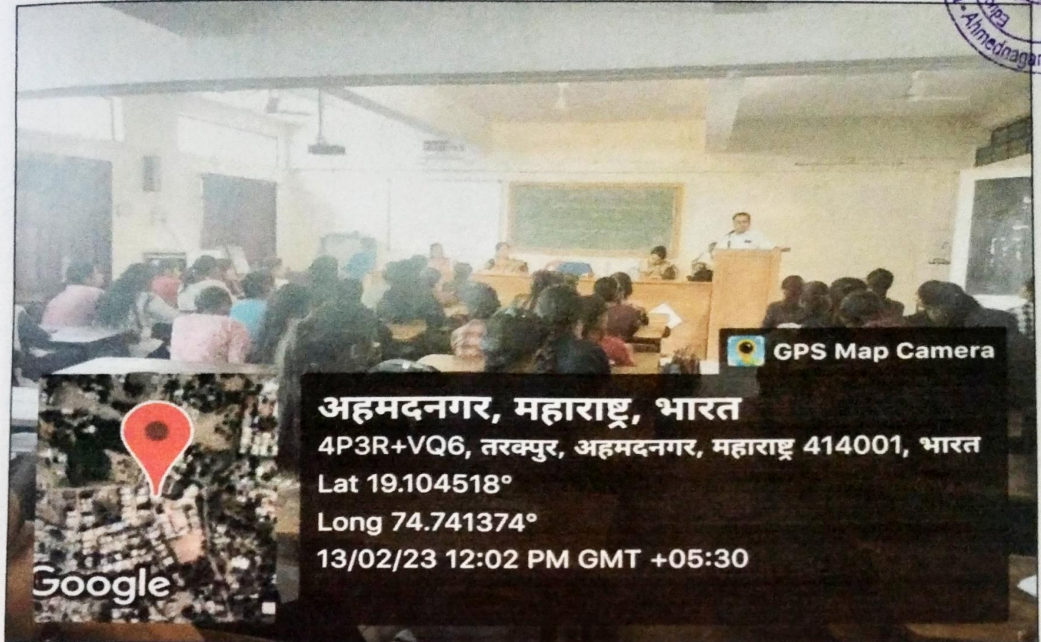 Ahmednagar
GPS Map Camera
अहमदनगर, महाराष्ट्र, भारत
4P3R+VQ6, तरक्पुर, अहमदनगर, महाराष्ट्र 414001, भारत
Lat 19.104518°
Long 74.741374°
13/02/23 12:02 PM GMT +05:30
Google